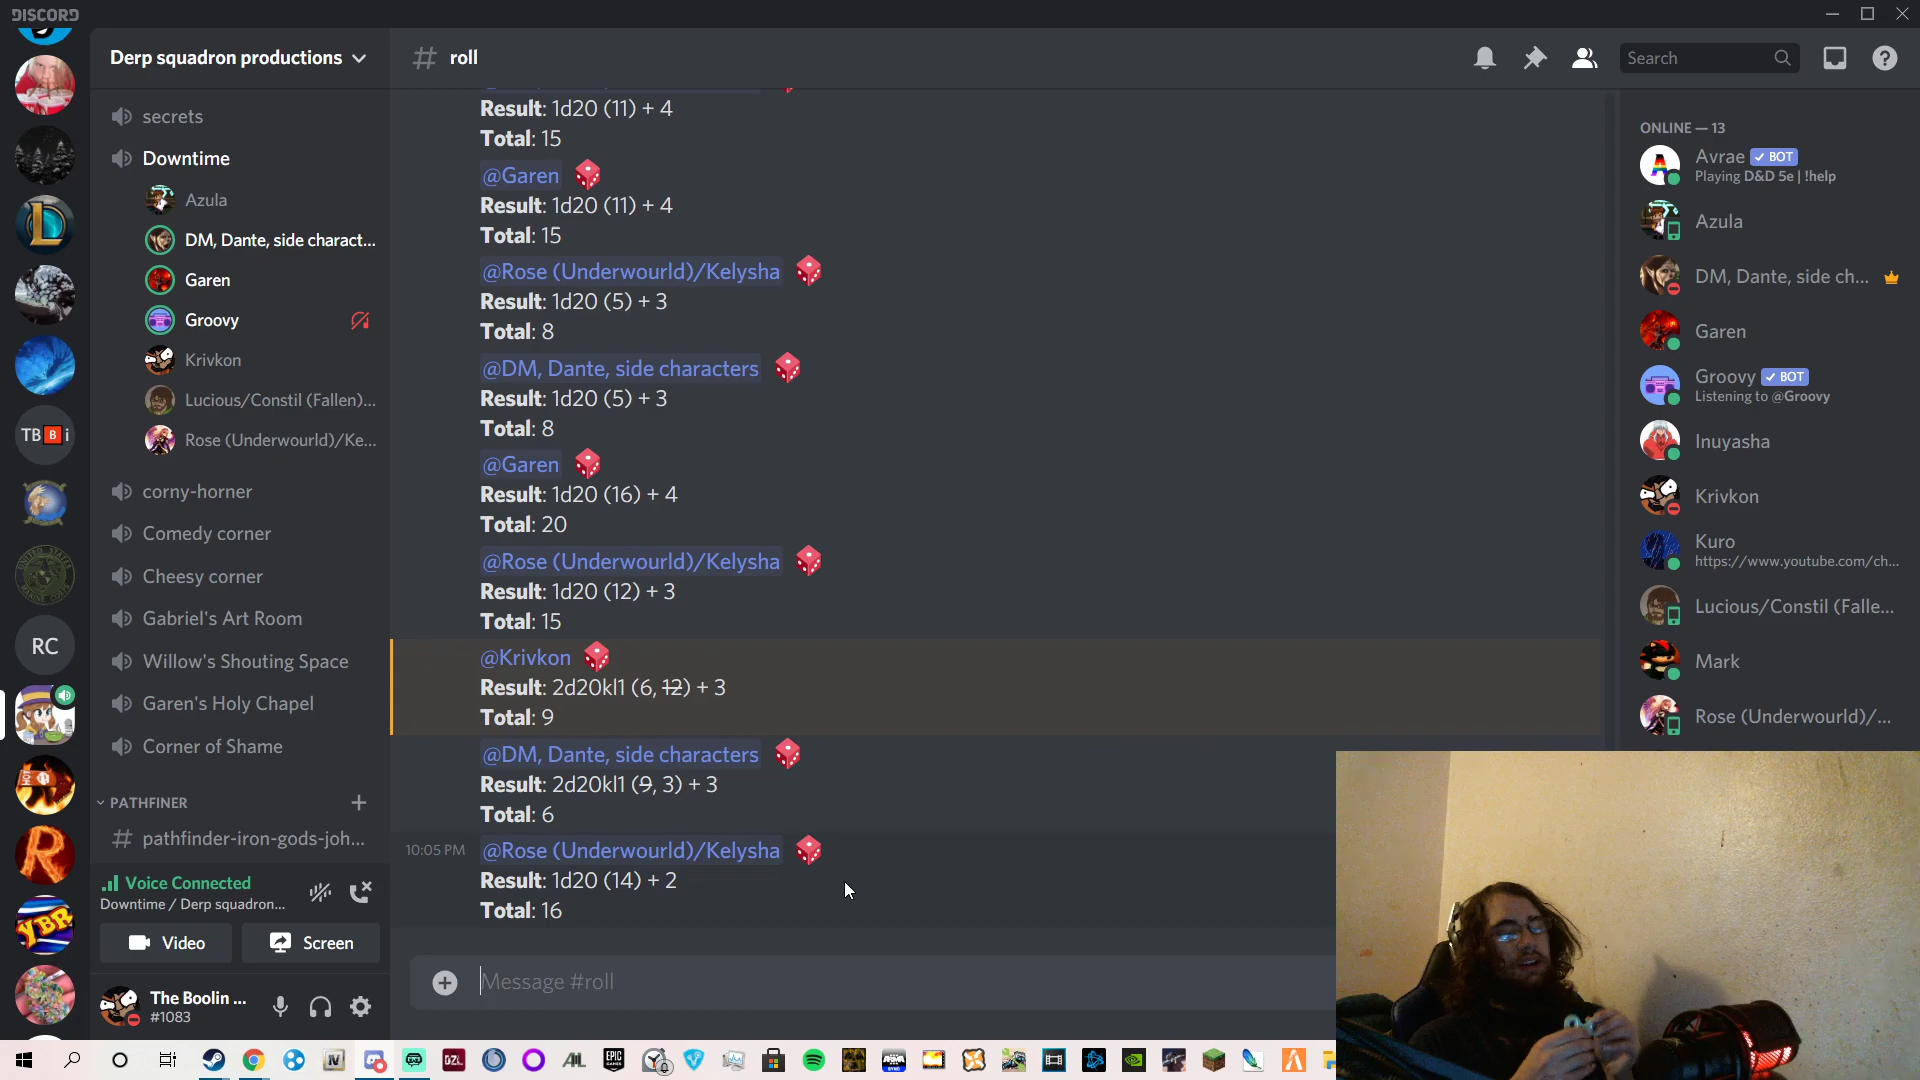 DISCORD
Derp squadron productions
roll
Search
secrets
Downtime
Azula
DM, Dante, side charact...
Garen
Groovy
Krivkon
Lucious/Constil (Fallen)...
Rose (Underwourld)/Ke...
corny-horner
Comedy corner
Cheesy corner
Gabriel's Art Room
Willow's Shouting Space
Garen's Holy Chapel
Corner of Shame
PATHFINER
pathfinder-iron-gods-joh...
Voice Connected
Downtime / Derp squadron...
Video
Screen
The Boolin ...
#1083
TB B i
RC
R
YBR
Result: 1d20 (11) + 4
Total: 15
@Garen
Result: 1d20 (11) + 4
Total: 15
@Rose (Underwourld)/Kelysha
Result: 1d20 (5) + 3
Total: 8
@DM, Dante, side characters
Result: 1d20 (5) + 3
Total: 8
@Garen
Result: 1d20 (16) + 4
Total: 20
@Rose (Underwourld)/Kelysha
Result: 1d20 (12) + 3
Total: 15
@Krivkon
Result: 2d20kl1 (6, 12) + 3
Total: 9
@DM, Dante, side characters
Result: 2d20kl1 (9, 3) + 3
Total: 6
10:05 PM @Rose (Underwourld)/Kelysha
Result: 1d20 (14) + 2
Total: 16
Message #roll
ONLINE — 13
Avrae BOT
Playing D&D 5e | !help
Azula
DM, Dante, side ch...
Garen
Groovy BOT
Listening to @Groovy
Inuyasha
Krivkon
Kuro
https://www.youtube.com/ch...
Lucious/Constil (Falle...
Mark
Rose (Underwourld)/...